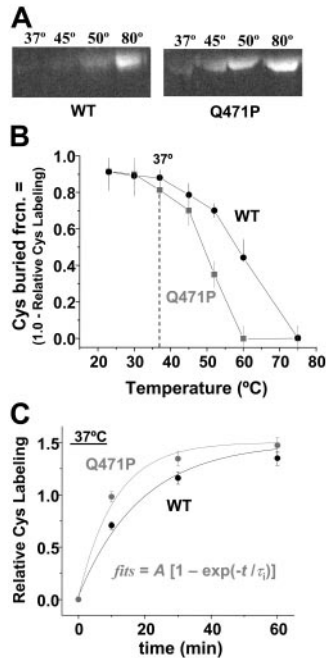 A
37º 45º 50º 80º 37º 45º 50º 80º
WT Q471P
B
Cys buried frcn. =
(1.0 - Relative Cys Labeling)
1.0
0.8
0.6
0.4
0.2
0.0
37º
WT
Q471P
20 30 40 50 60 70 80
Temperature (ºC)
C
Relative Cys Labeling
1.5
1.0
0.5
0.0
37ºC
Q471P
WT
fits = A [1 – exp(-t /τi)]
0 20 40 60
time (min)